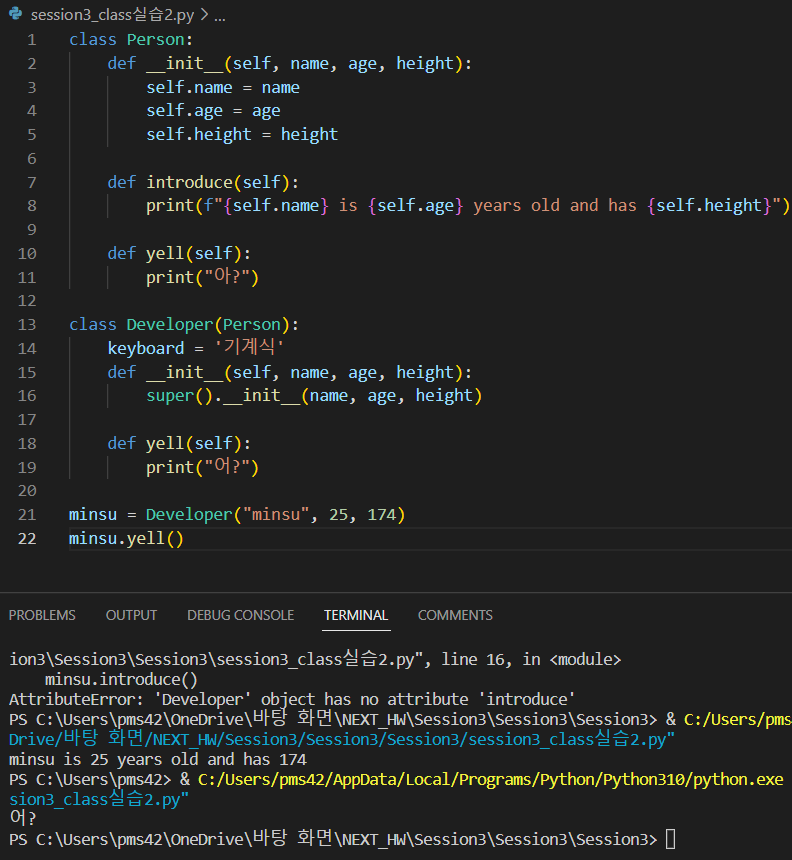 session3_class실습2.py > ...
1 class Person:
2     def __init__(self, name, age, height):
3         self.name = name
4         self.age = age
5         self.height = height
6
7     def introduce(self):
8         print(f"{self.name} is {self.age} years old and has {self.height}")
9
10     def yell(self):
11         print("아?")
12
13 class Developer(Person):
14     keyboard = '기계식'
15     def __init__(self, name, age, height):
16         super().__init__(name, age, height)
17
18     def yell(self):
19         print("어?")
20
21 minsu = Developer("minsu", 25, 174)
22 minsu.yell()
PROBLEMS OUTPUT DEBUG CONSOLE TERMINAL COMMENTS
ion3\Session3\Session3\session3_class실습2.py", line 16, in <module>
    minsu.introduce()
AttributeError: 'Developer' object has no attribute 'introduce'
PS C:\Users\pms42\OneDrive\바탕 화면\NEXT_HW\Session3\Session3\Session3> & C:/Users/pms
Drive/바탕 화면/NEXT_HW/Session3/Session3/Session3/session3_class실습2.py"
minsu is 25 years old and has 174
PS C:\Users\pms42> & C:/Users/pms42/AppData/Local/Programs/Python/Python310/python.exe
sion3_class실습2.py"
어?
PS C:\Users\pms42\OneDrive\바탕 화면\NEXT_HW\Session3\Session3\Session3>